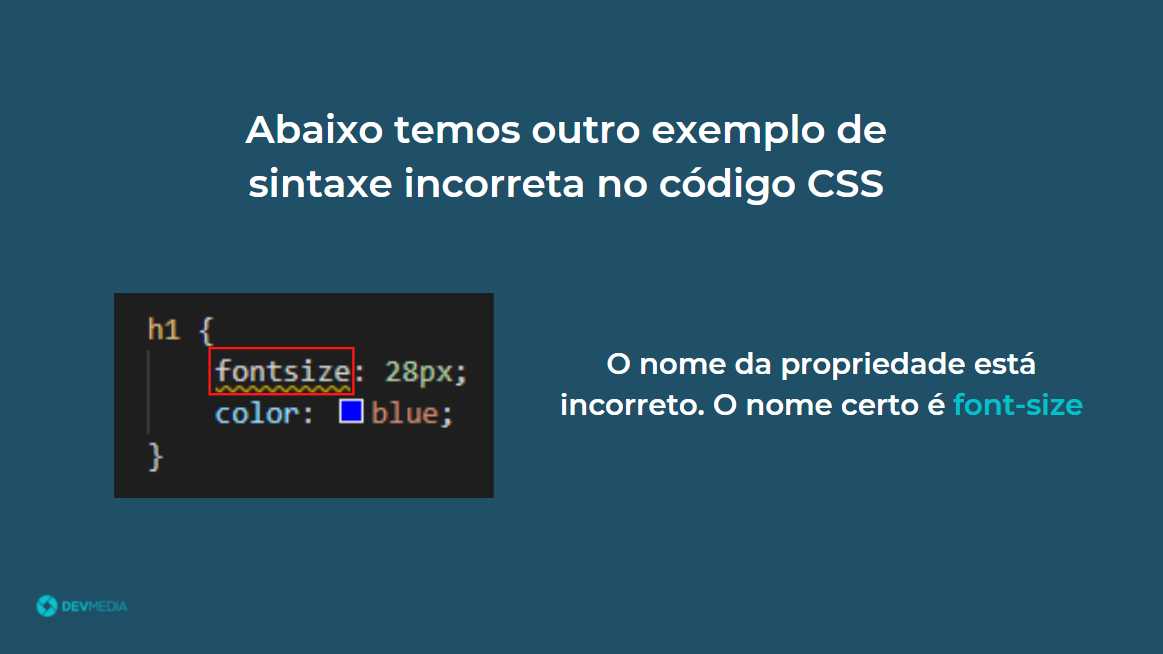 Abaixo temos outro exemplo de
sintaxe incorreta no código CSS
h1 {
fontsize: 28px;
color: blue;
}
O nome da propriedade está
incorreto. O nome certo é font-size
DEVMEDIA